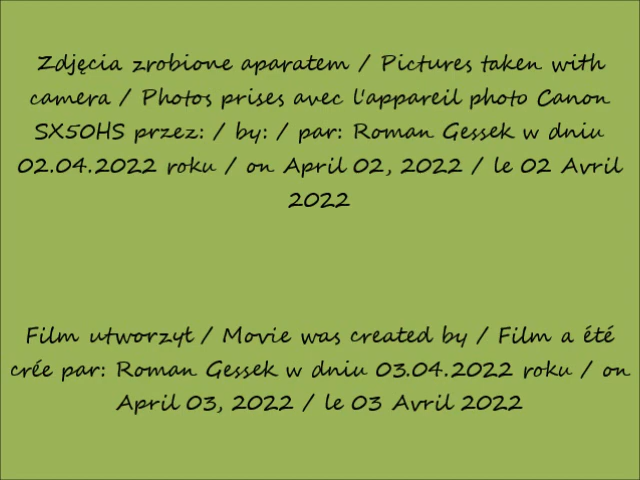 Zdjęcia zrobione aparatem / Pictures taken with
camera / Photos prises avec l'appareil photo Canon
SX50HS przez: / by: / par: Roman Gessek w dniu
02.04.2022 roku / on April 02, 2022 / le 02 Avril
2022
Film utworzył / Movie was created by / Film a été
crée par: Roman Gessek w dniu 03.04.2022 roku / on
April 03, 2022 / le 03 Avril 2022